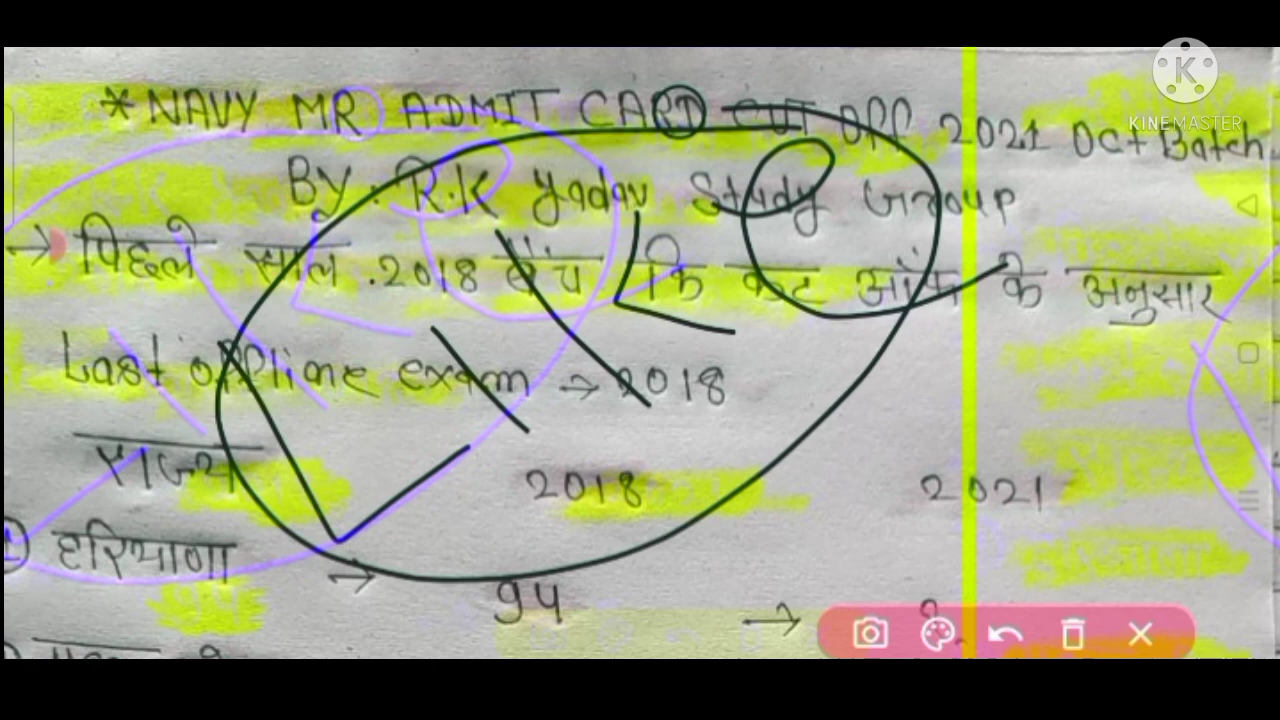 KINEMASTER
* NAVY MR ADMIT CARD CUT OFF 2021 Oct Batch
By . R.K Yadav Study Group
→ पिछले साल .2018 बैच कि कट ऑफ के अनुसार
Last offline exam → 2018
राज्य 2018 2021
① हरियाणा → 94 → ?